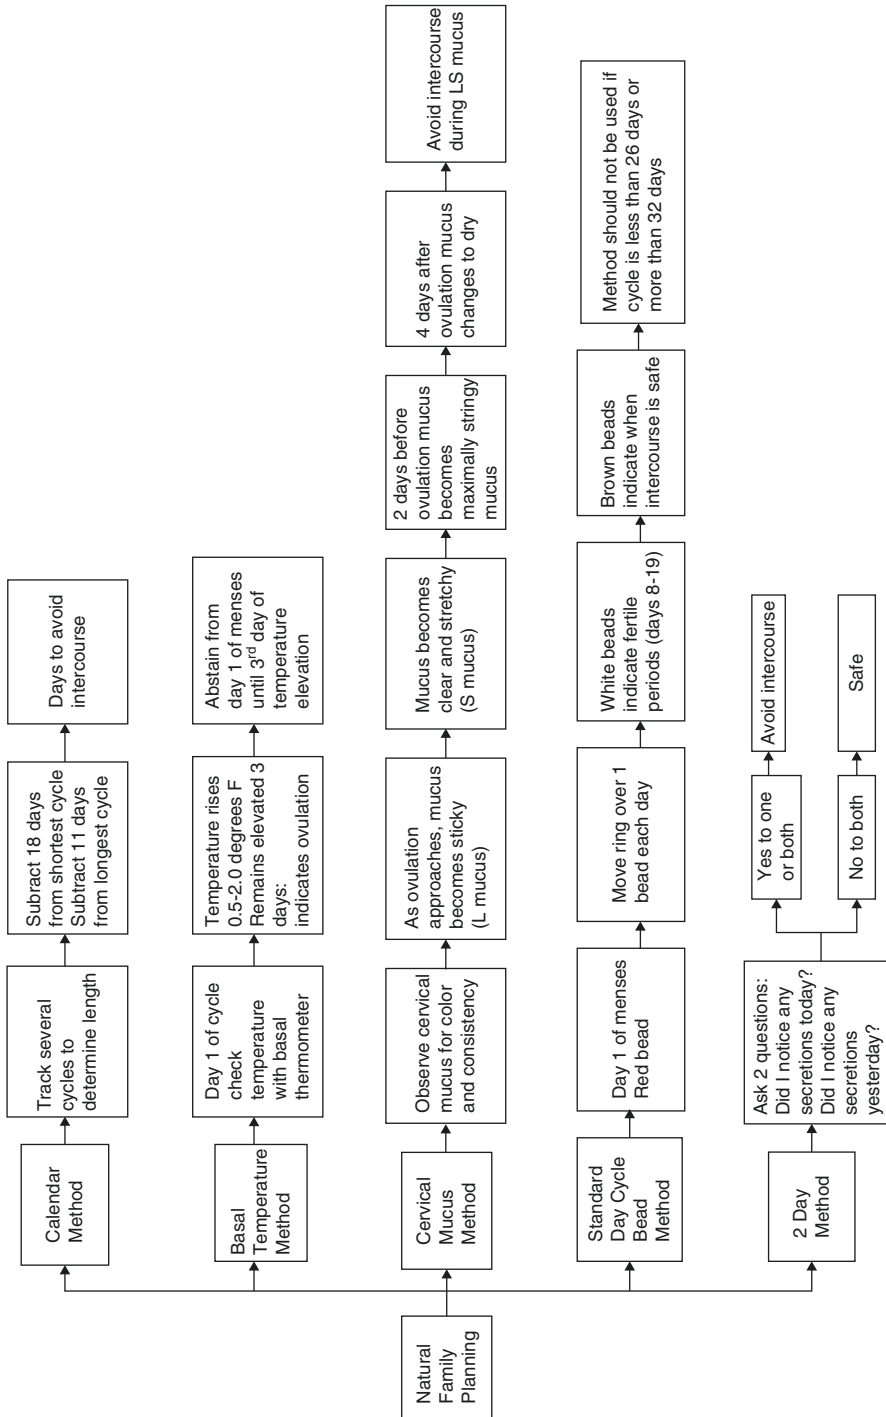 Natural
Family
Planning
Calendar
Method
Track several
cycles to
determine length
Subract 18 days
from shortest cycle
Subtract 11 days
from longest cycle
Days to avoid
intercourse
Basal
Temperature
Method
Day 1 of cycle
check
temperature
with basal
thermometer
Temperature rises
0.5-2.0 degrees F
Remains elevated 3
days:
indicates ovulation
Abstain from
day 1 of menses
until 3rd day of
temperature
elevation
Cervical
Mucus
Method
Observe cervical
mucus for color
and consistency
As ovulation
approaches, mucus
becomes sticky
(L mucus)
Mucus becomes
clear and stretchy
(S mucus)
2 days before
ovulation mucus
becomes
maximally stringy
mucus
4 days after
ovulation mucus
changes to dry
Avoid intercourse
during LS mucus
Standard
Day Cycle
Bead
Method
Day 1 of menses
Red bead
Move ring over 1
bead each day
White beads
indicate fertile
periods (days 8-19)
Brown beads
indicate when
intercourse is safe
Method should not be used if
cycle is less than 26 days or
more than 32 days
2 Day
Method
Ask 2 questions:
Did I notice any
secretions today?
Did I notice any
secretions
yesterday?
Yes to one
or both
Avoid intercourse
No to both
Safe